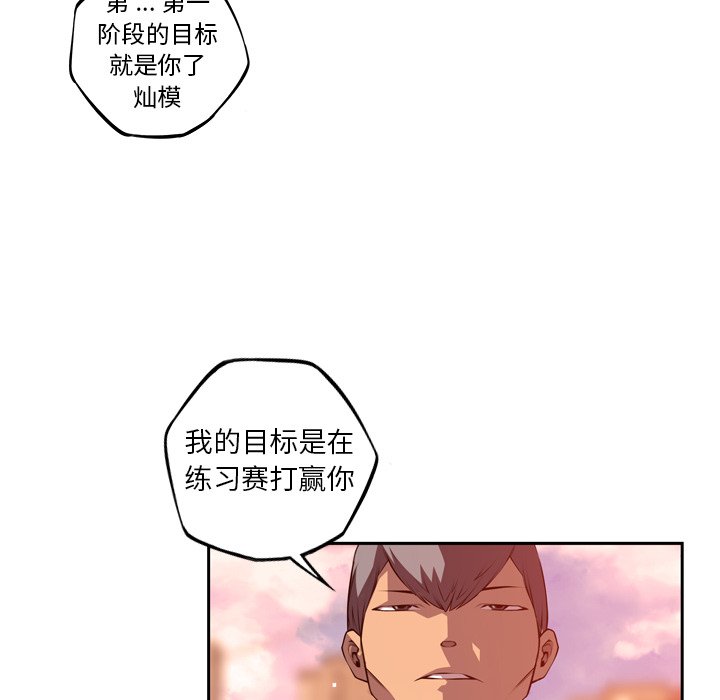 第 ... 第一
阶段的目标
就是你了
灿模
我的目标是在
练习赛打赢你